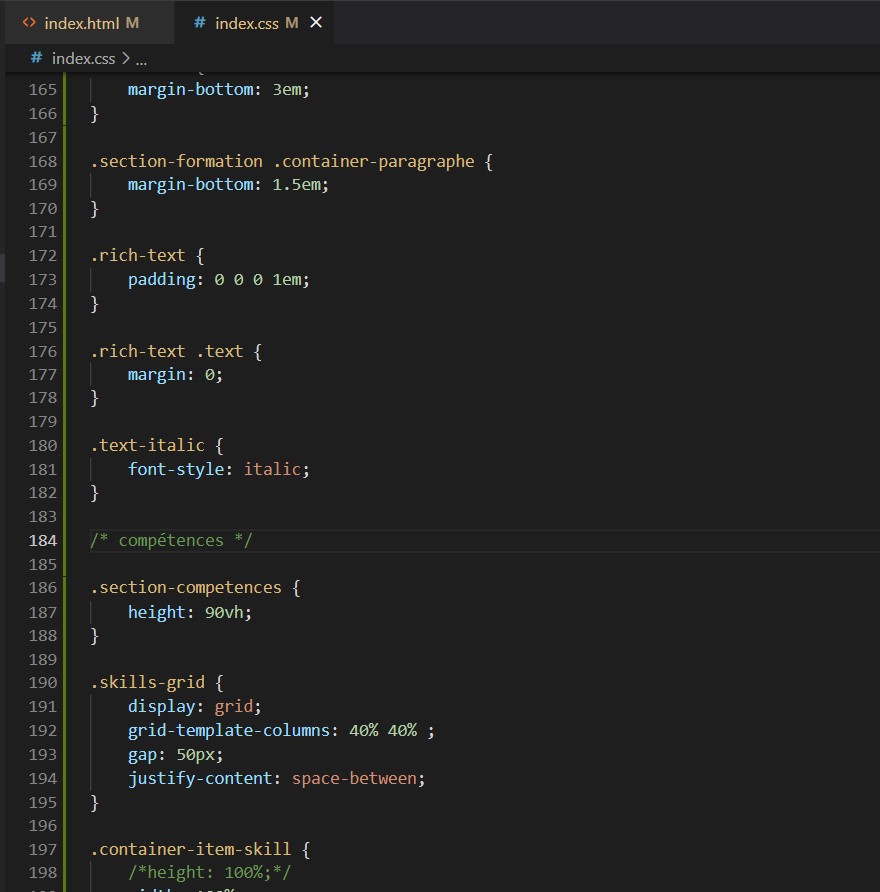 <> index.html M # index.css M ×
# index.css > ...
165 margin-bottom: 3em;
166 }
167
168 .section-formation .container-paragraphe {
169 margin-bottom: 1.5em;
170 }
171
172 .rich-text {
173 padding: 0 0 0 1em;
174 }
175
176 .rich-text .text {
177 margin: 0;
178 }
179
180 .text-italic {
181 font-style: italic;
182 }
183
184 /* compétences */
185
186 .section-competences {
187 height: 90vh;
188 }
189
190 .skills-grid {
191 display: grid;
192 grid-template-columns: 40% 40% ;
193 gap: 50px;
194 justify-content: space-between;
195 }
196
197 .container-item-skill {
198 /*height: 100%;*/